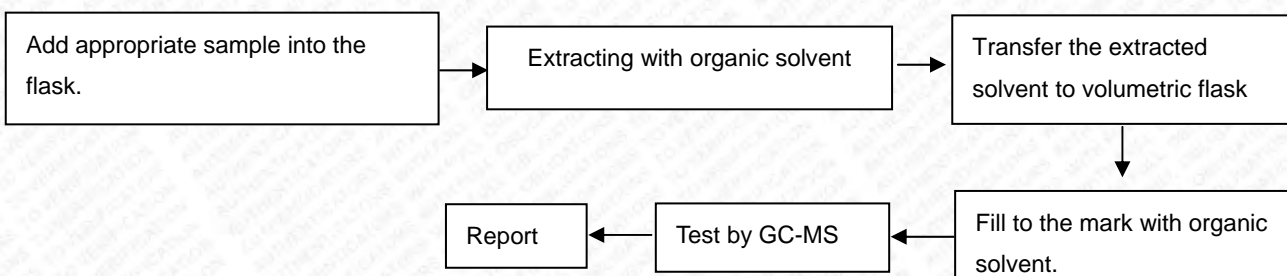 Add appropriate sample into the
flask.
Extracting with organic solvent
Transfer the extracted
solvent to volumetric flask
Fill to the mark with organic
solvent.
Test by GC-MS
Report